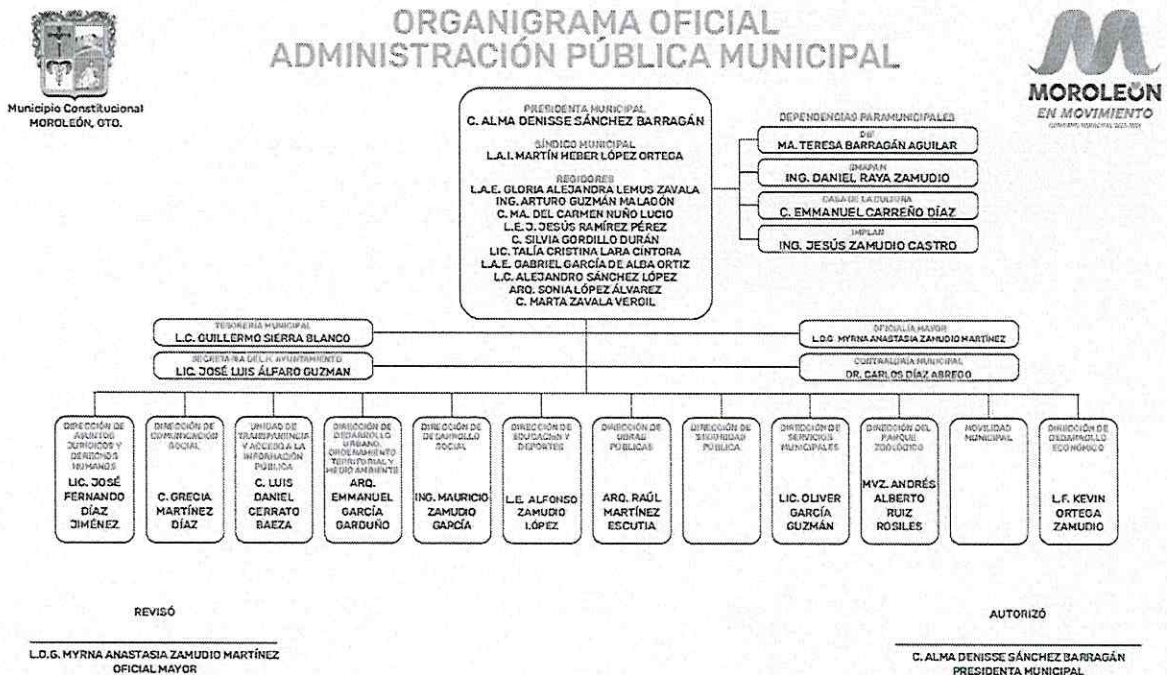 Municipio Constitucional
MOROLEÓN, GTO.
ORGANIGRAMA OFICIAL
ADMINISTRACIÓN PÚBLICA MUNICIPAL
MOROLEÓN
EN MOVIMIENTO
PRESIDENTA MUNICIPAL
C. ALMA DENISSE SÁNCHEZ BARRAGÁN
SÍNDICO MUNICIPAL
L.A.I. MARTÍN HEBER LÓPEZ ORTEGA
REGIDORES
L.A.E. GLORIA ALEJANDRA LEMUS ZAVALA
ING. ARTURO GUZMÁN MALAGÓN
C. MA. DEL CARMEN NUÑO LUCIO
L.E. J. JESÚS RAMÍREZ PÉREZ
C. SILVIA GORDILLO DURÁN
LIC. TALÍA CRISTINA LARA CÍNTORA
L.A.E. GABRIEL GARCÍA DE ALBA ORTIZ
L.C. ALEJANDRO SÁNCHEZ LÓPEZ
ARQ. SONIA LÓPEZ ÁLVAREZ
C. MARTA ZAVALA VERGIL
DEPENDENCIAS PARAMUNICIPALES
DIF
MA. TERESA BARRAGÁN AGUILAR
SMAPAM
ING. DANIEL RAYA ZAMUDIO
CASA DE LA CULTURA
C. EMMANUEL CARREÑO DÍAZ
IMPLAN
ING. JESÚS ZAMUDIO CASTRO
TESORERÍA MUNICIPAL
L.C. GUILLERMO SIERRA BLANCO
OFICIALÍA MAYOR
L.D.G. MYRNA ANASTASIA ZAMUDIO MARTÍNEZ
SECRETARIA DEL H. AYUNTAMIENTO
LIC. JOSÉ LUIS ÁLFARO GUZMAN
CONTRALORÍA MUNICIPAL
DR. CARLOS DÍAZ ABREGO
DIRECCIÓN DE
ASUNTOS
JURÍDICOS Y
DERECHOS
HUMANOS
LIC. JOSÉ
FERNANDO
DÍAZ
JIMÉNEZ
DIRECCIÓN DE
COMUNICACIÓN
SOCIAL
C. GRECIA
MARTÍNEZ
DÍAZ
UNIDAD DE
TRANSPARENCIA
Y ACCESO A LA
INFORMACIÓN
PÚBLICA
C. LUIS
DANIEL
CERRATO
BAEZA
DIRECCIÓN DE
DESARROLLO
URBANO,
ORDENAMIENTO
TERRITORIAL Y
MEDIO AMBIENTE
ARQ.
EMMANUEL
GARCÍA
GARDUÑO
DIRECCIÓN DE
DESARROLLO
SOCIAL
ING. MAURICIO
ZAMUDIO
GARCÍA
DIRECCIÓN DE
EDUCACIÓN Y
DEPORTES
L.E. ALFONSO
ZAMUDIO
LÓPEZ
DIRECCIÓN DE
OBRAS
PÚBLICAS
ARQ. RAÚL
MARTÍNEZ
ESCUTIA
DIRECCIÓN DE
SEGURIDAD
PÚBLICA
DIRECCIÓN DE
SERVICIOS
MUNICIPALES
LIC. OLIVER
GARCÍA
GUZMÁN
DIRECCIÓN DEL
PARQUE
ZOOLÓGICO
MVZ. ANDRÉS
ALBERTO
RUIZ
ROSILES
MOVILIDAD
MUNICIPAL
DIRECCIÓN DE
DESARROLLO
ECONÓMICO
L.F. KEVIN
ORTEGA
ZAMUDIO
REVISÓ
L.D.G. MYRNA ANASTASIA ZAMUDIO MARTÍNEZ
OFICIAL MAYOR
AUTORIZÓ
C. ALMA DENISSE SÁNCHEZ BARRAGÁN
PRESIDENTA MUNICIPAL